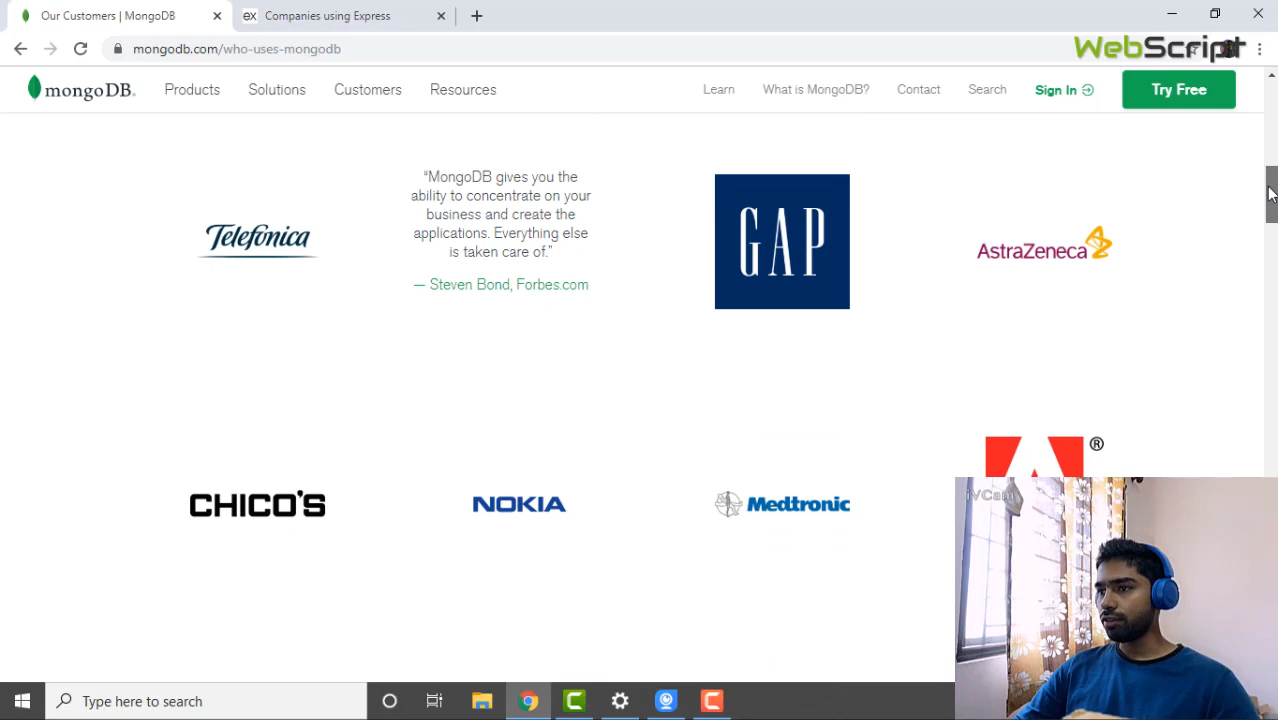 Our Customers | MongoDB
EX Companies using Express
mongodb.com/who-uses-mongodb
WebScript
mongoDB.
Products
Solutions
Customers
Resources
Learn
What is MongoDB?
Contact
Search
Sign In
Try Free
Telefónica
“MongoDB gives you the
ability to concentrate on your
business and create the
applications. Everything else
is taken care of.”
— Steven Bond, Forbes.com
GAP
AstraZeneca
CHICO'S
NOKIA
Medtronic
®
iVCam
Type here to search